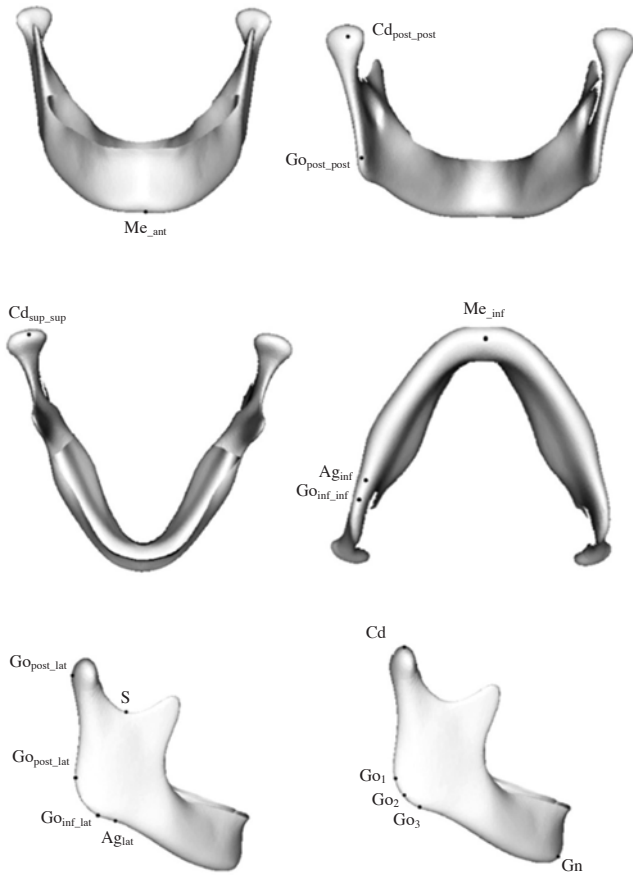 Cdpost_post
Gopost_post
Me_ant
Cdsup_sup
Me_inf
Aginf
Goinf_inf
Gopost_lat
S
Gopost_lat
Goinf_lat
Aglat
Cd
Go1
Go2
Go3
Gn